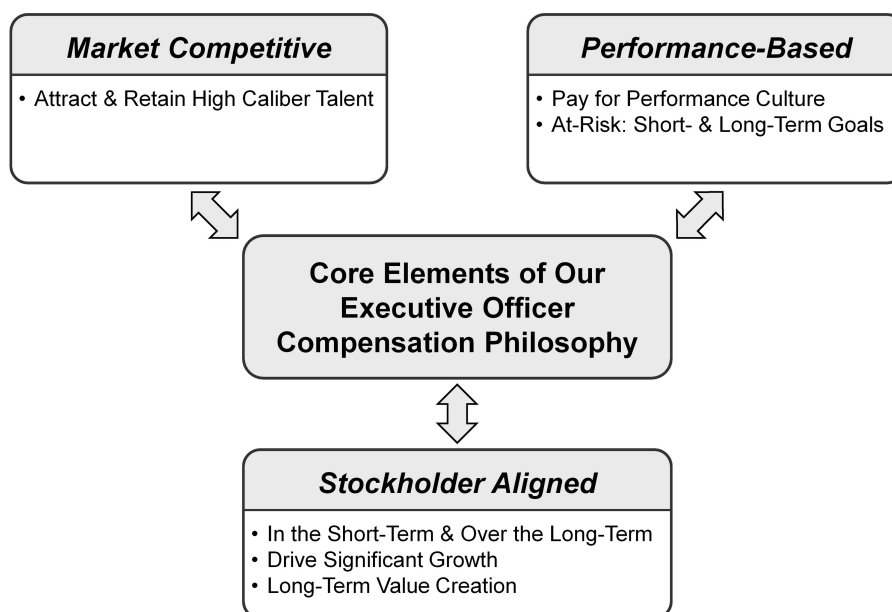 Market Competitive
• Attract & Retain High Caliber Talent
Performance-Based
• Pay for Performance Culture
• At-Risk: Short- & Long-Term Goals
Core Elements of Our
Executive Officer
Compensation Philosophy
Stockholder Aligned
• In the Short-Term & Over the Long-Term
• Drive Significant Growth
• Long-Term Value Creation